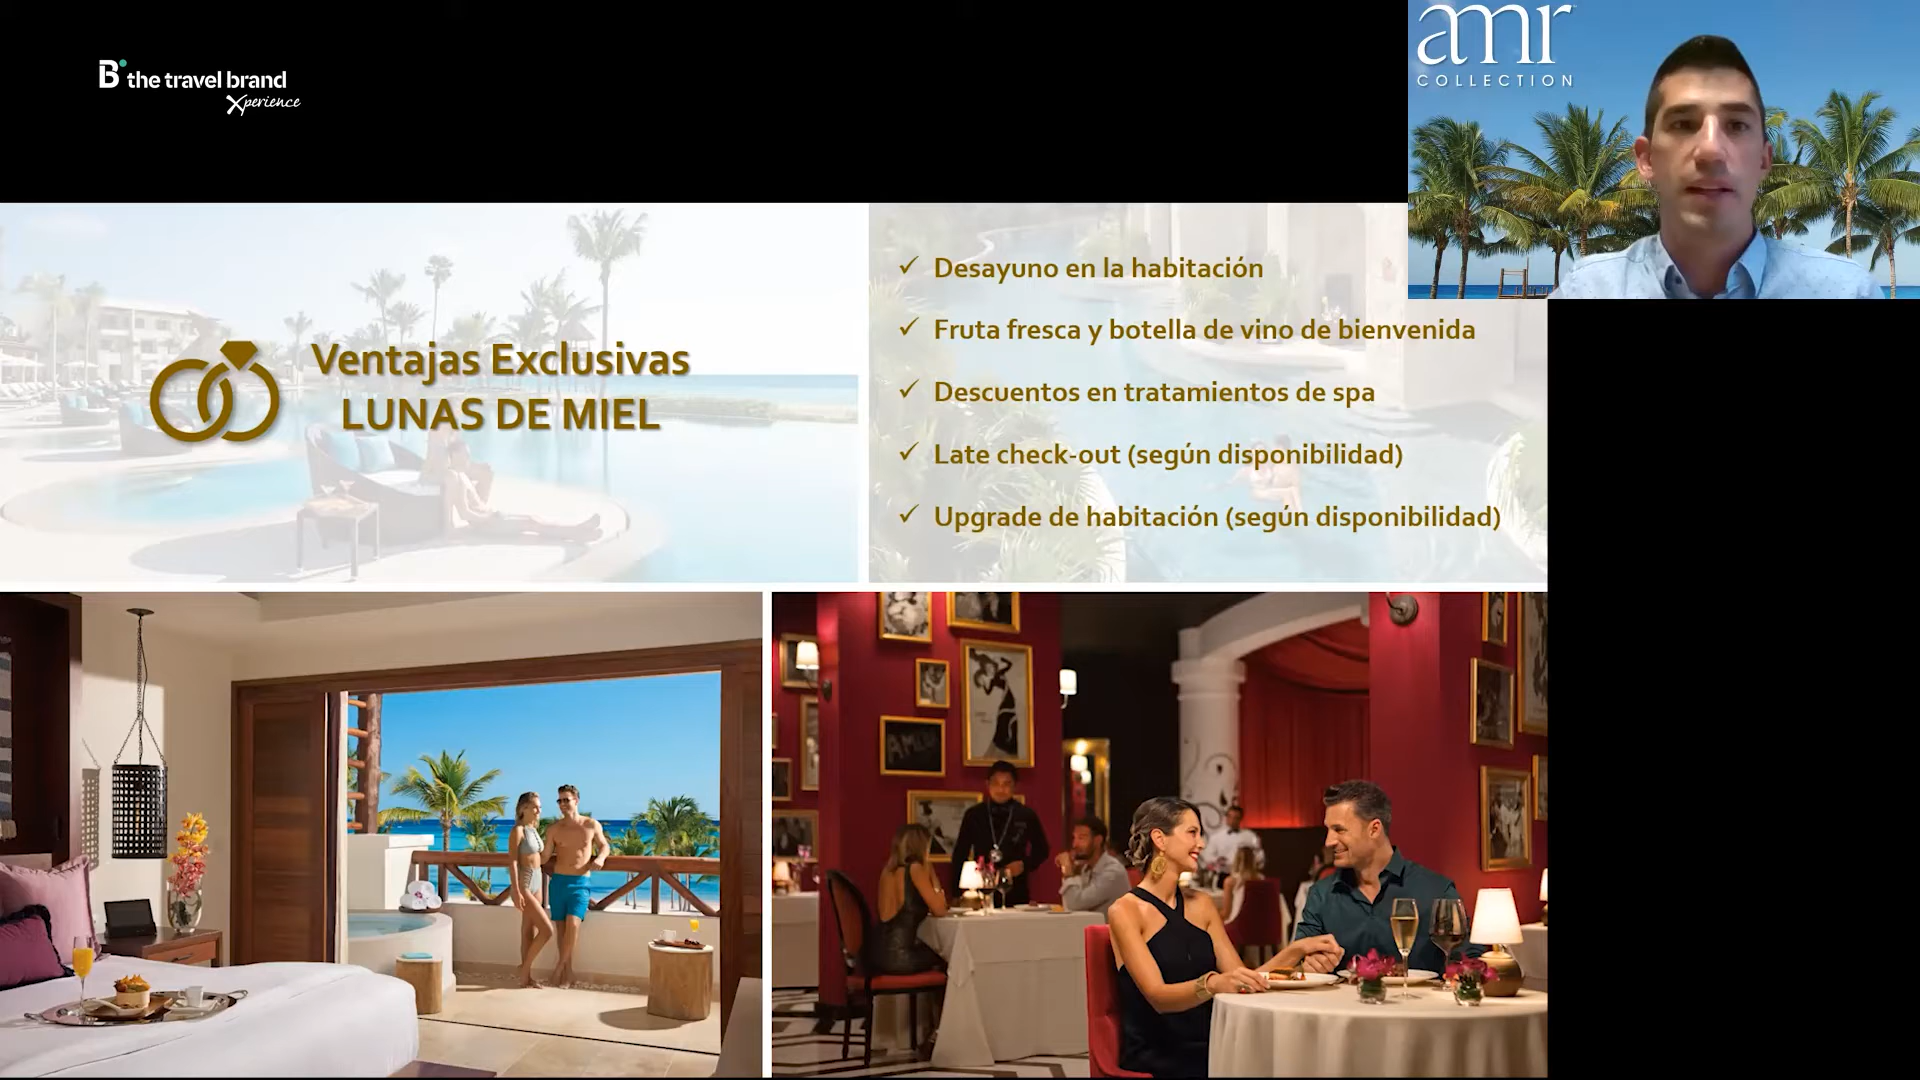 B the travel brand
Xperience
amr
COLLECTION
Ventajas Exclusivas
LUNAS DE MIEL
✓ Desayuno en la habitación
✓ Fruta fresca y botella de vino de bienvenida
✓ Descuentos en tratamientos de spa
✓ Late check-out (según disponibilidad)
✓ Upgrade de habitación (según disponibilidad)